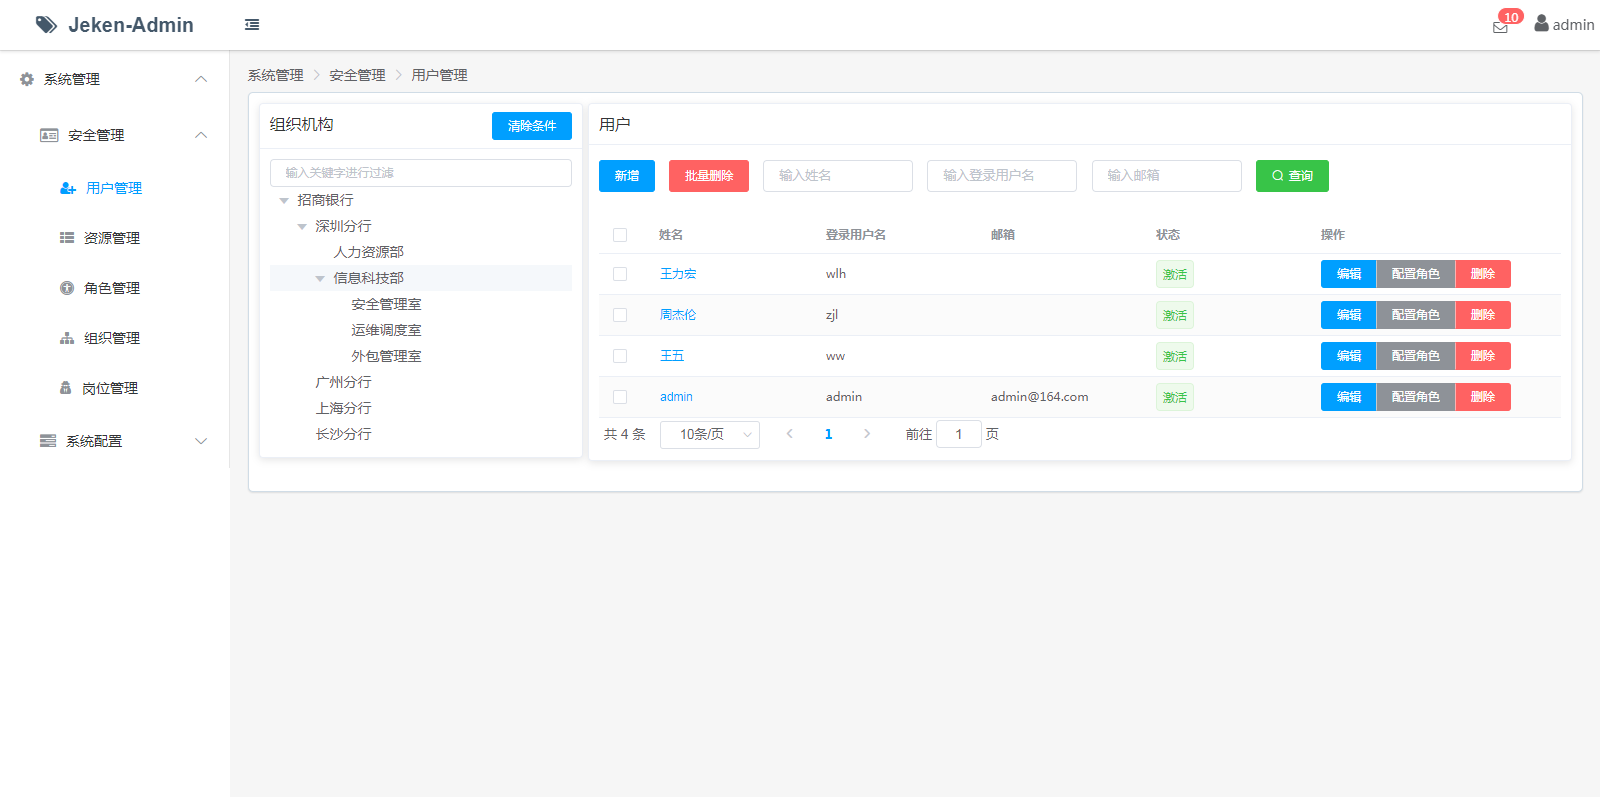 Jeken-Admin
10
admin
系统管理
安全管理
用户管理
资源管理
角色管理
组织管理
岗位管理
系统配置
系统管理 安全管理 用户管理
组织机构 清除条件
输入关键字进行过滤
招商银行
深圳分行
人力资源部
信息科技部
安全管理室
运维调度室
外包管理室
广州分行
上海分行
长沙分行
用户
新增 批量删除 输入姓名 输入登录用户名 输入邮箱 查询
姓名 登录用户名 邮箱 状态 操作
王力宏 wlh 激活 编辑 配置角色 删除
周杰伦 zjl 激活 编辑 配置角色 删除
王五 ww 激活 编辑 配置角色 删除
admin admin admin@164.com 激活 编辑 配置角色 删除
共 4 条 10条/页 1 前往 1 页